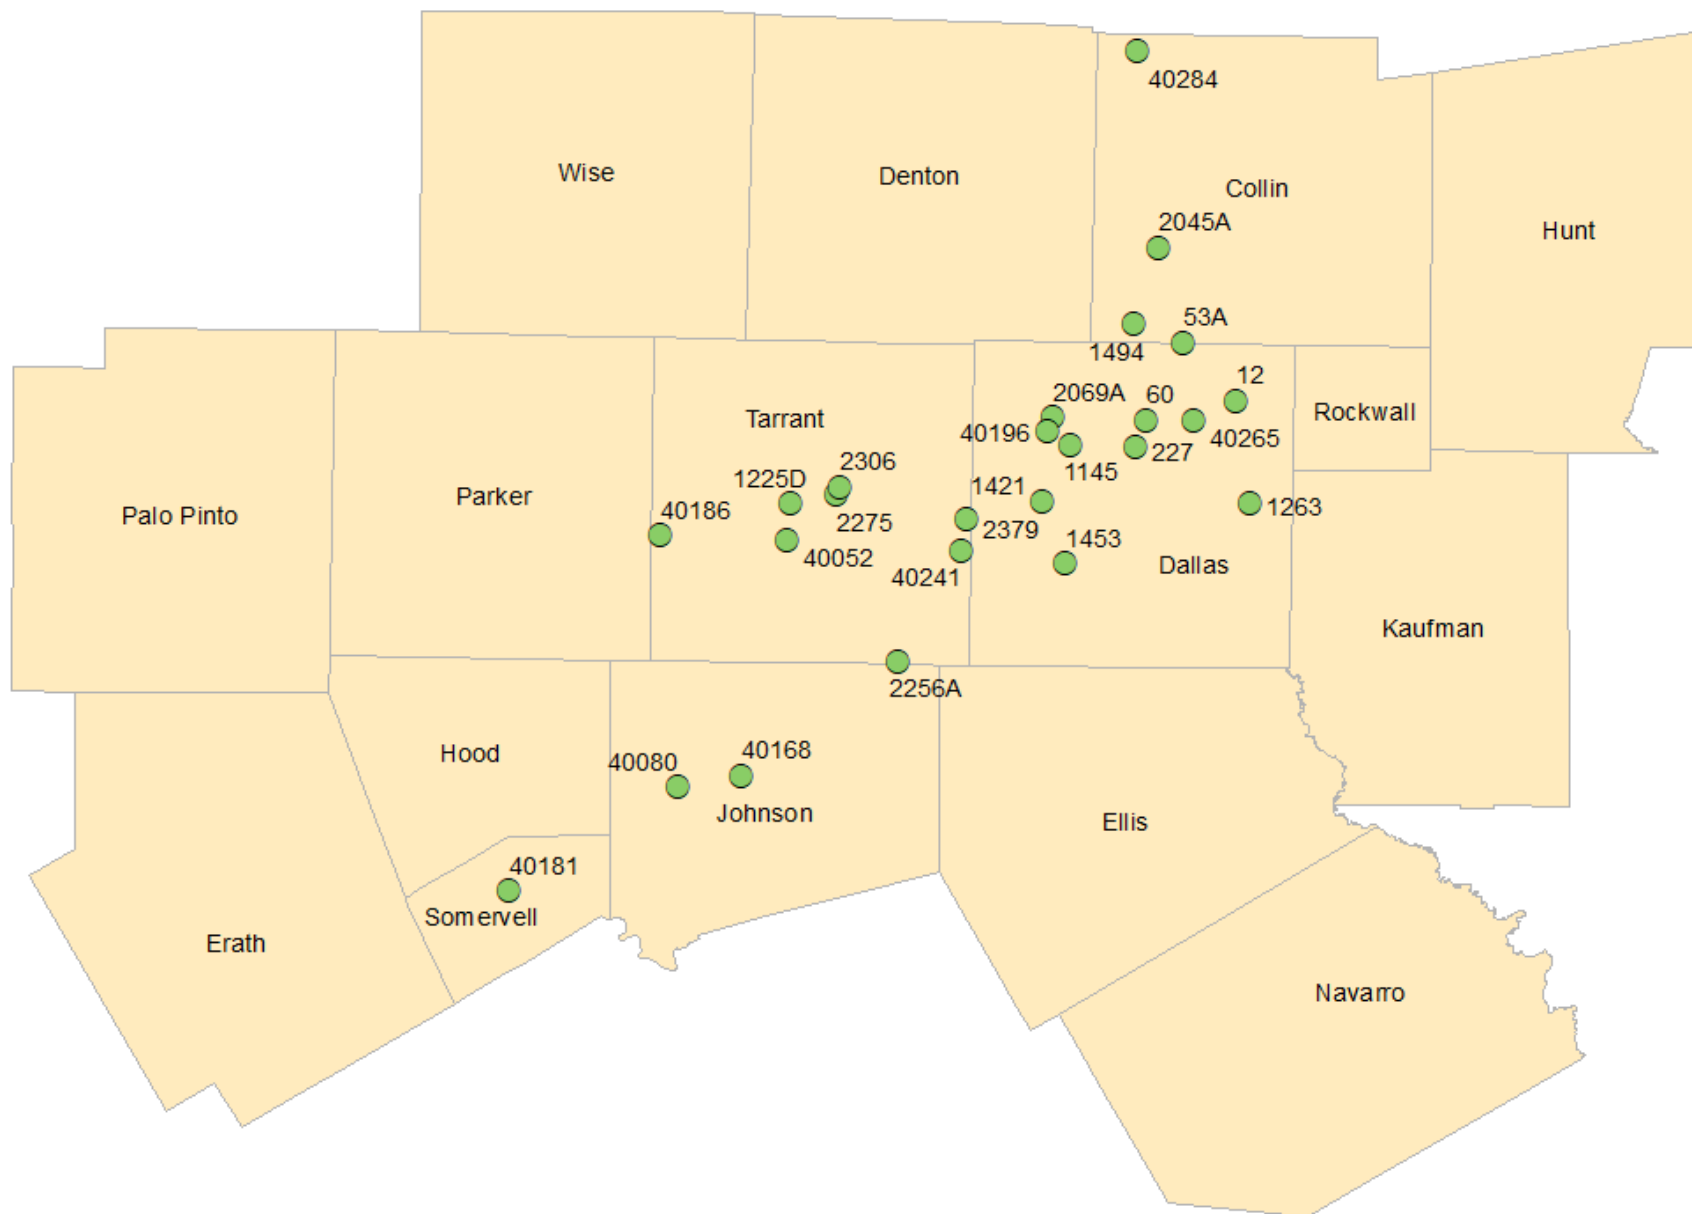 40284
Wise
Denton
Collin
2045A
Hunt
53A
1494
12
2069A
60
Rockwall
Tarrant
40196
40265
227
1145
2306
1225D
1421
Parker
Palo Pinto
40186
2275
2379
1263
1453
40052
40241
Dallas
Kaufman
2256A
Hood
40168
40080
Johnson
Ellis
40181
Somervell
Erath
Navarro